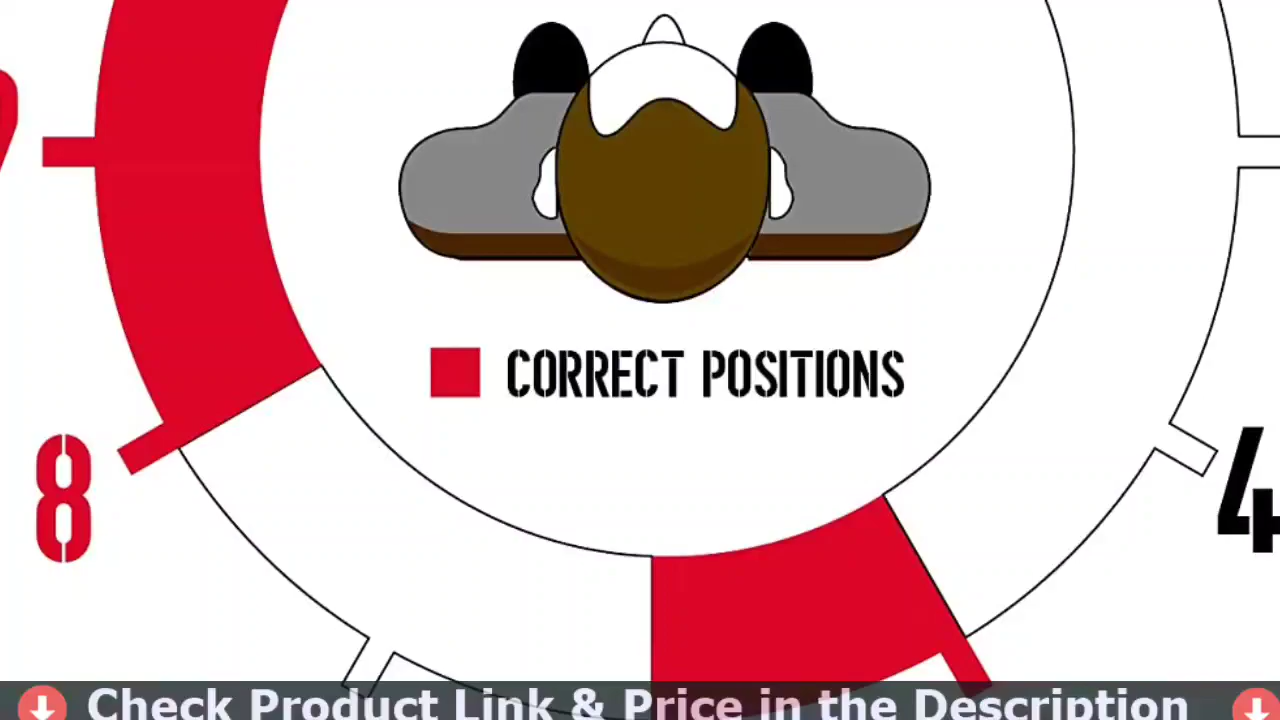 CORRECT POSITIONS
8
4
Check Product Link & Price in the Description